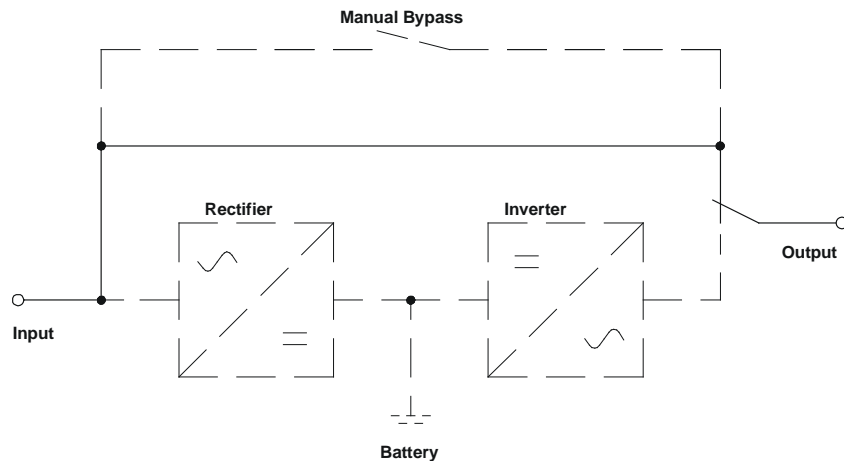 Manual Bypass
Rectifier
Inverter
Output
Input
Battery